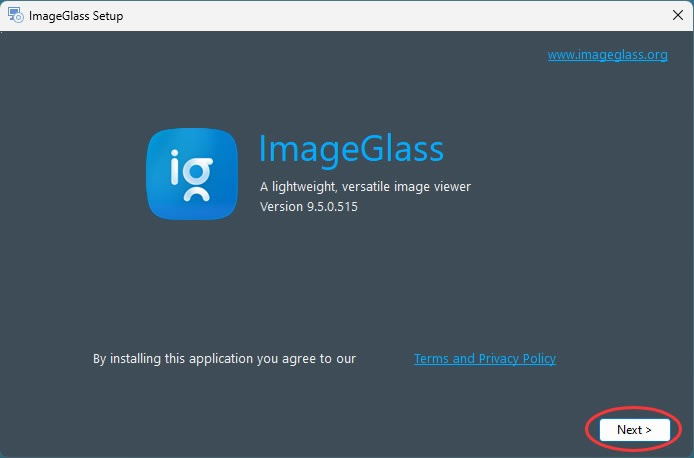 ImageGlass Setup
www.imageglass.org
ig
ImageGlass
A lightweight, versatile image viewer
Version 9.5.0.515
By installing this application you agree to our Terms and Privacy Policy
Next >